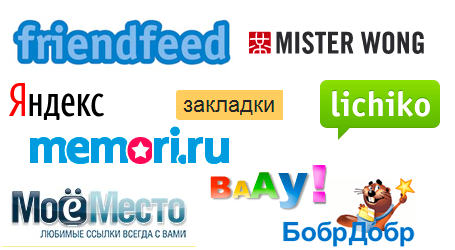 friendfeed
MISTER WONG
Яндекс
закладки
lichiko
memori.ru
ВААУ!
МоёМесто
ЛЮБИМЫЕ ССЫЛКИ ВСЕГДА С ВАМИ
БобрДобр